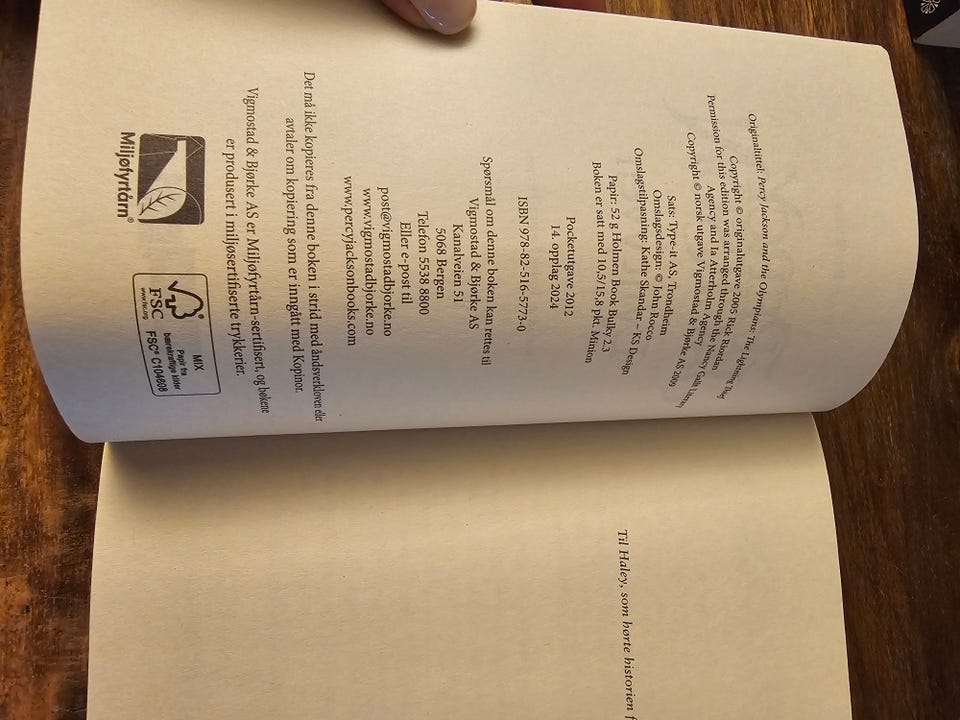 Originaltittel: Percy Jackson and the Olympians: The Lightning Thief
Copyright © originalutgave 2005 Rick Riordan
Permission for this edition was arranged through the Nancy Gallt Literary
Agency and Ia Atterholm Agency
Copyright © norsk utgave Vigmostad & Bjørke AS 2009
Sats: Type-it AS, Trondheim
Omslagsdesign: © John Rocco
Omslagstilpasning: Kathe Skandar – KS Design
Papir: 52 g Holmen Book Bulky 2.3
Boken er satt med 10,5/15,8 pkt. Minion
Pocketutgave 2012
14. opplag 2024
ISBN 978-82-516-5773-0
Spørsmål om denne boken kan rettes til
Vigmostad & Bjørke AS
Kanalveien 51
5068 Bergen
Telefon 5538 8800
Eller e-post til
post@vigmostadbjorke.no
www.vigmostadbjorke.no
www.percyjacksonbooks.com
Det må ikke kopieres fra denne boken i strid med åndsverkloven eller
avtaler om kopiering som er inngått med Kopinor.
Vigmostad & Bjørke AS er Miljøfyrtårn-sertifisert, og bøkene
er produsert i miljøsertifiserte trykkerier.
Miljøfyrtårn®
FSC
www.fsc.org
MIX
Papir fra
bærekraftige kilder
FSC® C104608
Til Haley, som hørte historien f